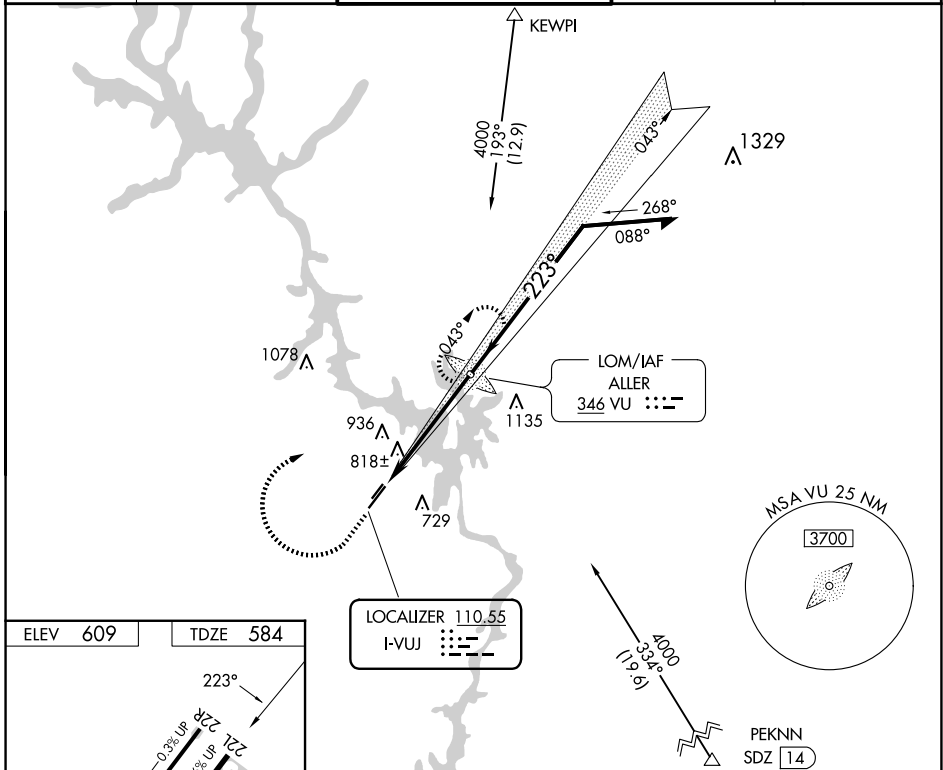 KEWPI
4000
193°
(12.9)
043°
1329
268°
088°
223°
043°
1078
LOM/IAF
ALLER
346 VU
1135
936
818±
729
MSA VU 25 NM
3700
LOCALIZER 110.55
I-VUJ
4000
334°
(19.6)
PEKNN
SDZ 14
ELEV 609
TDZE 584
223°
22R
22L
0.3% UP
% UP